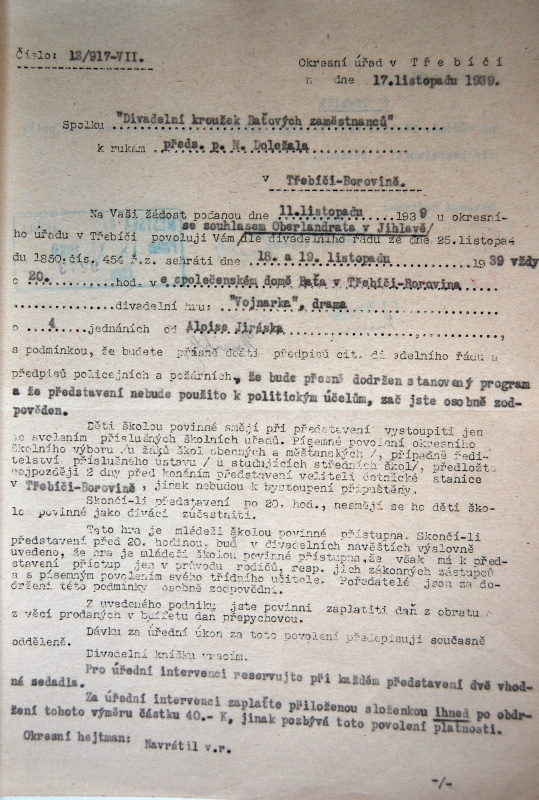 Číslo: 13/917-VII.
Okresní úřad v Třebíči
dne 17.listopadu 1939.
Spolku "Divadelní kroužek Baťových zaměstnanců"
k rukám předs. p. M. Doležala
v Třebíči-Borovině.
Na Vaši žádost podanou dne 11.listopadu 1939 u okresní-
se souhlasem Oberlandrata v Jihlavě/
ho úřadu v Třebíči povoluji Vám/dle divadelního řádu ze dne 25.listopa-
du 1850.čís. 454 ř.z. sehráti dne 18. a 19. listopadu 1939 vždy
o 20. hod. v e společenském domě Baťa v Třebíči-Borovina
divadelní hru: "Vojnarka", drama
o 4 jednáních od Aloise Jiráska
s podmínkou, že budete přísně dbáti předpisů cit. divadelního řádu a
předpisů policejních a požárních, že bude přesně dodržen stanovaný program
a že představení nebude použito k politickým účelům, zač jste osobně zod-
pověden.
Děti školou povinné smějí při představení vystoupiti jen
se svolením příslušných školních úřadů. Písemné povolení okresního
školního výboru /u žáků škol obecných a měšťanských /, případně ředi-
telství příslušného ústavu / u studujících středních škol/, předložte
nejpozději 2 dny před konáním představení veliteli četnické stanice
v Třebíči-Borovině , jinak nebudou k vystoupení připuštěny.
Skončí-li představení po 20. hod., nesmějí se ho děti ško-
lo povinné jako diváci zúčastniti.
Tato hra je mládeži školou povinné přístupna. Skončí-li
představení před 20. hodinou, buď v divadelních návěštích výslovně
uvedeno, že hra je mládeži školou povinné přístupna, že však má k před-
stavení přístup jen v průvodu rodičů, resp. jich zákonných zástupců
a s písemným povolením svého třídního učitele. Pořadatelé jsou za do-
držení této podmínky osobně zodpovědni.
Z uvedeného podniku jste povinni zaplatiti daň z obratu a
z věcí prodaných v buffetu daň přepychovou.
Dávku za úřední úkon za toto povolení předepisuji současně
odděleně.
Divadelní knížku vracím.
Pro úřední intervenci reservujte při každém představení dvě vhod-
ná sedadla.
Za úřední intervenci zaplaťte přiloženou složenkou ihned po obdr-
žení tohoto výměru částku 40.- K, jinak pozbývá toto povolení platnosti.
Okresní hejtman:
Navrátil v.r.
-/-